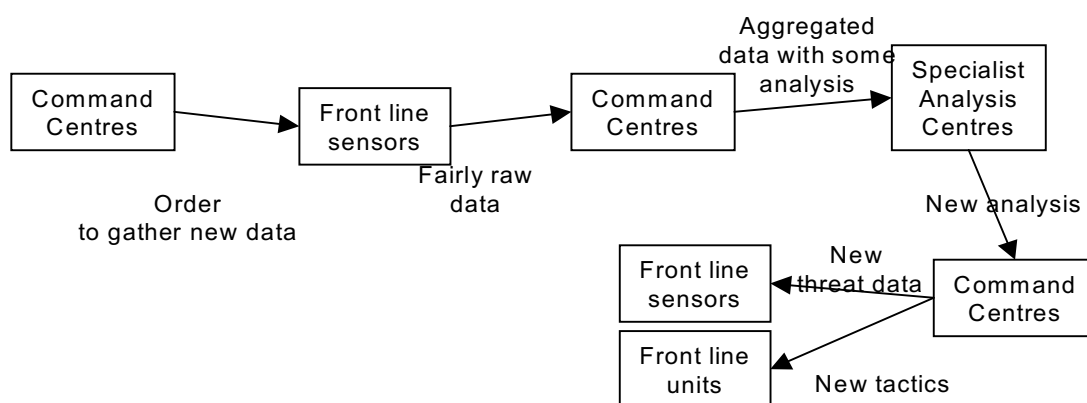 Command
Centres
Order
to gather new data
Front line
sensors
Fairly raw
data
Command
Centres
Aggregated
data with some
analysis
Specialist
Analysis
Centres
New analysis
Command
Centres
New
threat data
Front line
sensors
New tactics
Front line
units